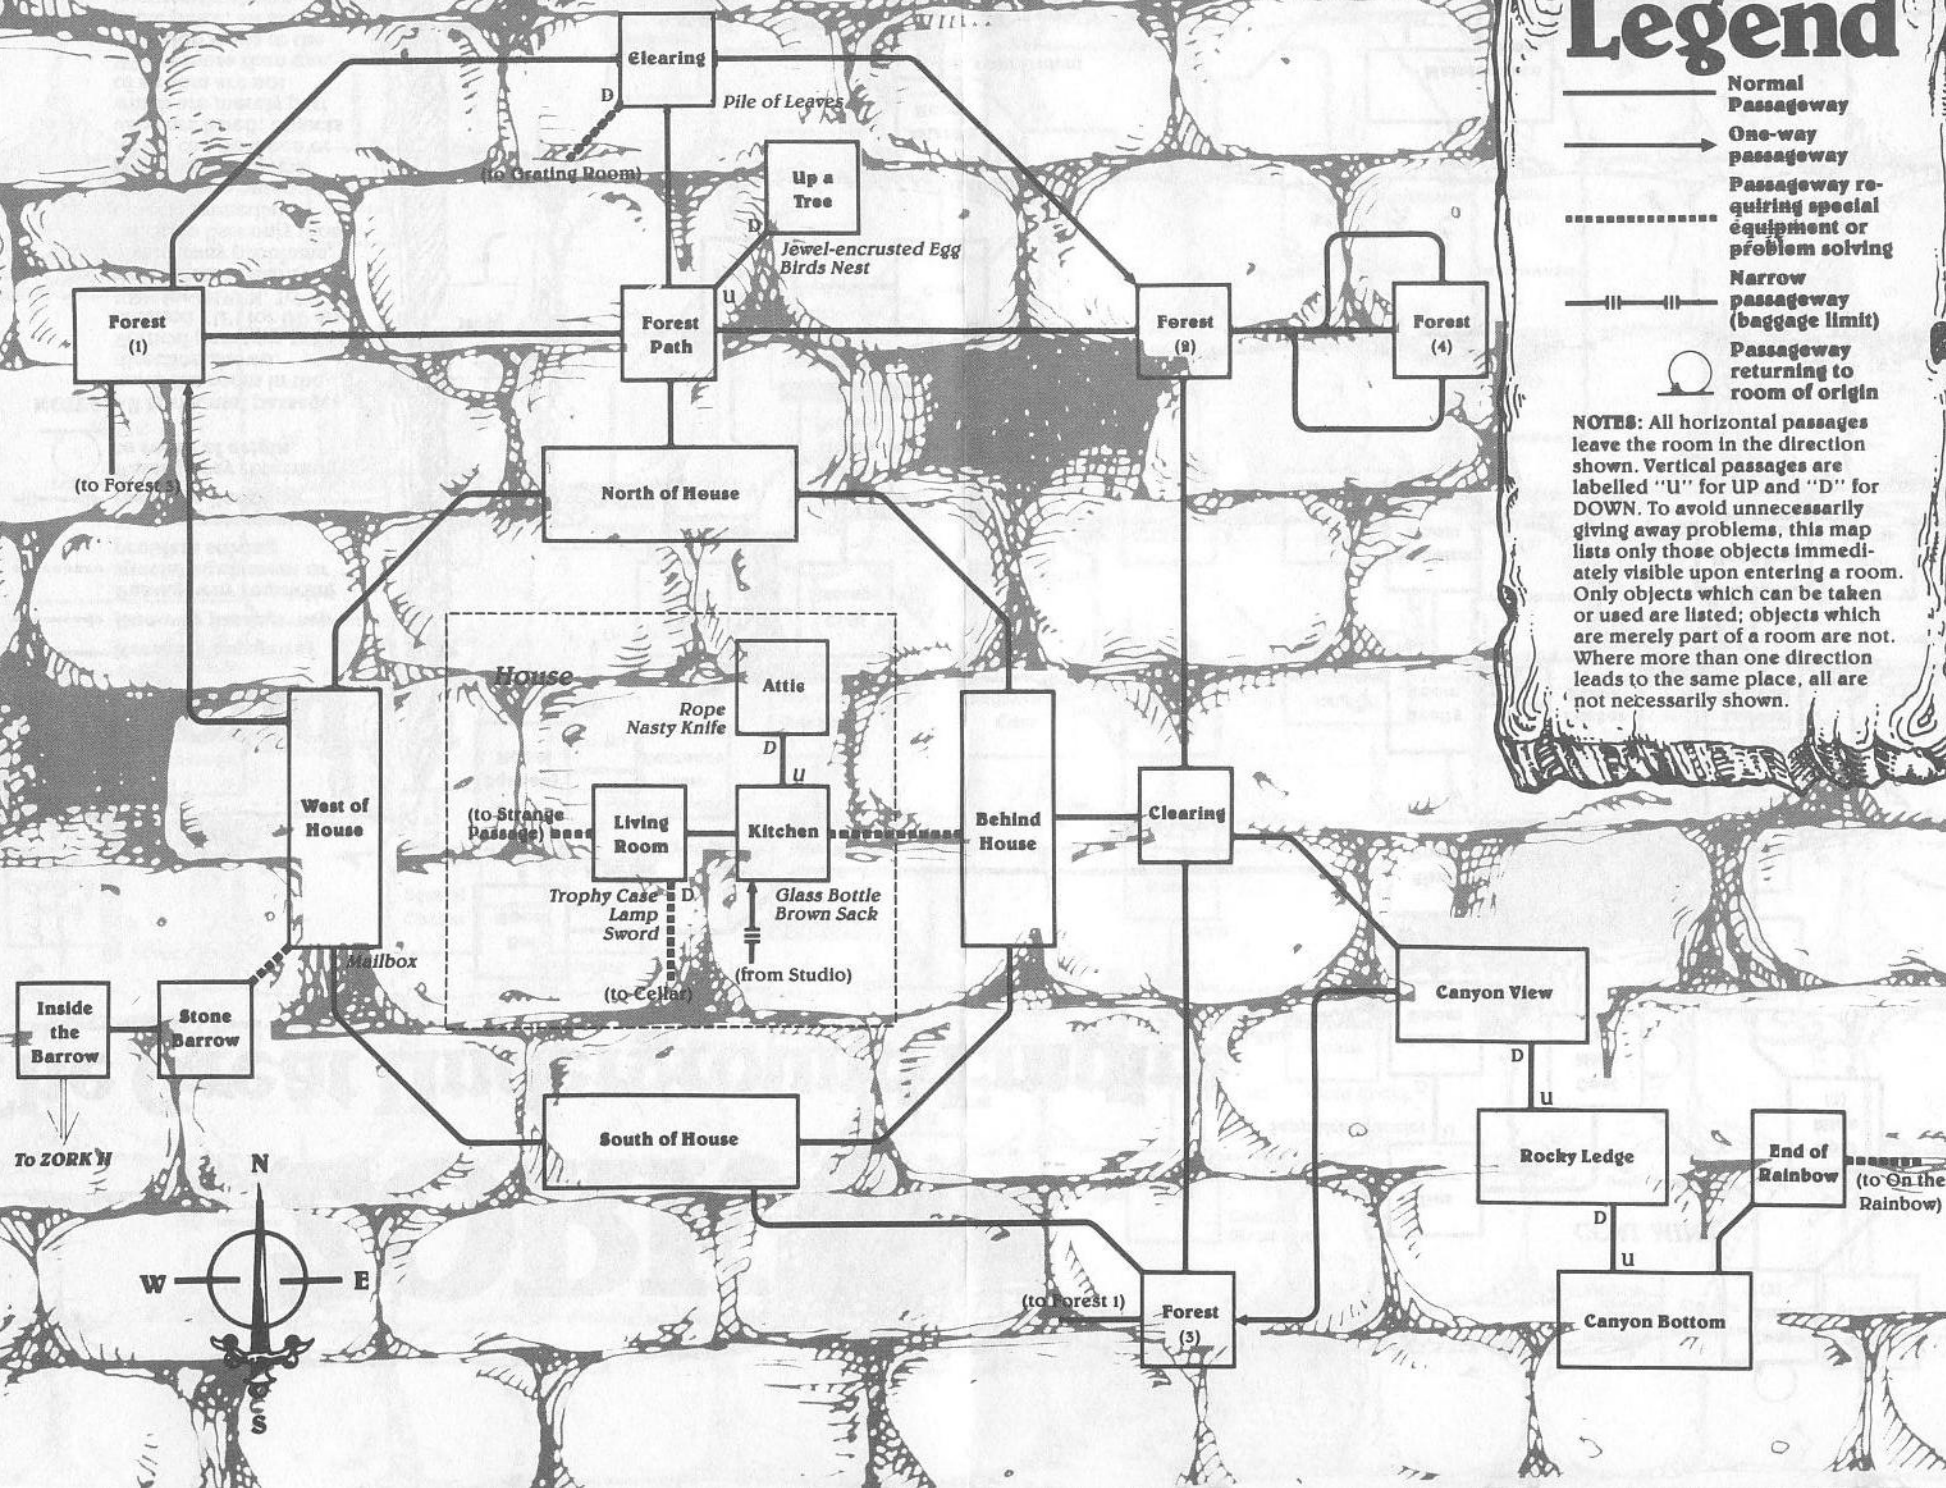 Legend
Normal
Passageway
One-way
passageway
Passageway re-
quiring special
equipment or
problem solving
Narrow
passageway
(baggage limit)
Passageway
returning to
room of origin
NOTES: All horizontal passages
leave the room in the direction
shown. Vertical passages are
labelled "U" for UP and "D" for
DOWN. To avoid unnecessarily
giving away problems, this map
lists only those objects immedi-
ately visible upon entering a room.
Only objects which can be taken
or used are listed; objects which
are merely part of a room are not.
Where more than one direction
leads to the same place, all are
not necessarily shown.
Clearing
D
Pile of Leaves
(to Grating Room)
Up a
Tree
D
Jewel-encrusted Egg
Birds Nest
U
Forest
(1)
Forest
Path
Forest
(2)
Forest
(4)
(to Forest 3)
North of House
House
Attic
Rope
Nasty Knife
D
U
West of
House
(to Strange
Passage)
Living
Room
Kitchen
Behind
House
Clearing
Trophy Case
Lamp
Sword
D
Glass Bottle
Brown Sack
(from Studio)
(to Cellar)
Mailbox
Inside
the
Barrow
Stone
Barrow
Canyon View
D
U
To ZORK II
South of House
Rocky Ledge
End of
Rainbow
(to On the
Rainbow)
D
U
N
W
E
S
(to Forest 1)
Forest
(3)
Canyon Bottom